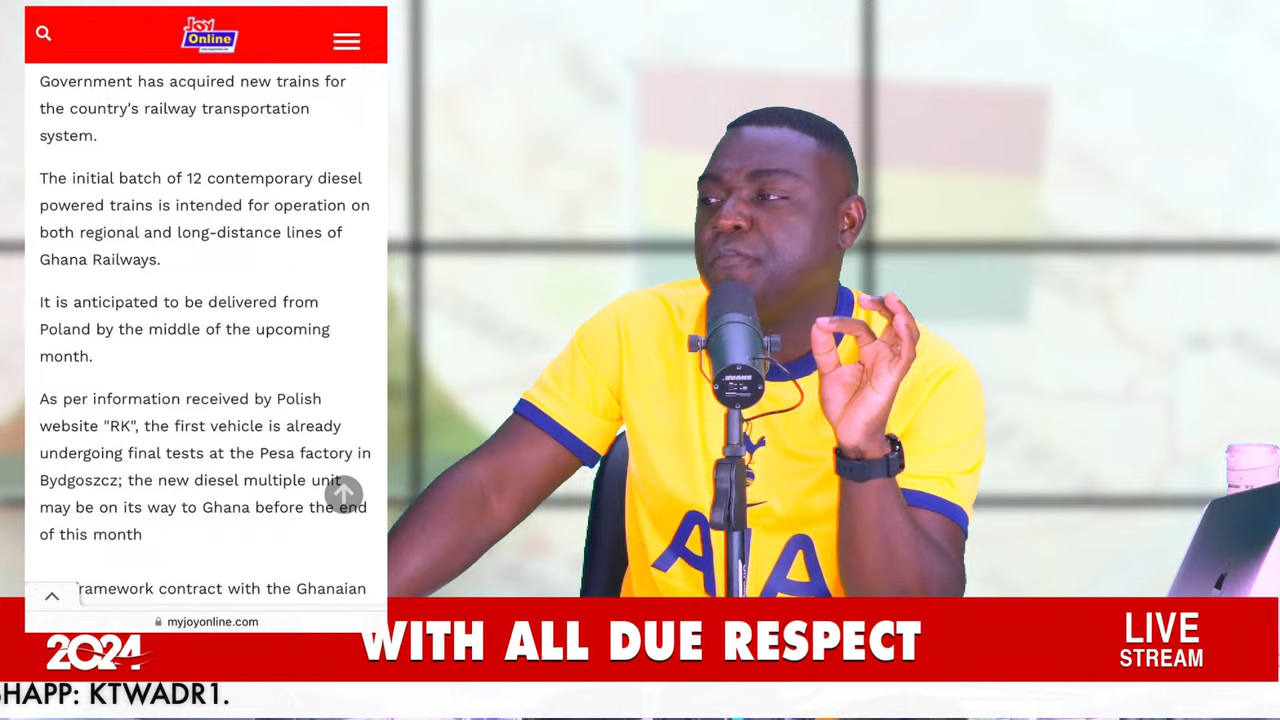 Joy
Online
Government has acquired new trains for
the country's railway transportation
system.
The initial batch of 12 contemporary diesel
powered trains is intended for operation on
both regional and long-distance lines of
Ghana Railways.
It is anticipated to be delivered from
Poland by the middle of the upcoming
month.
As per information received by Polish
website "RK", the first vehicle is already
undergoing final tests at the Pesa factory in
Bydgoszcz; the new diesel multiple unit
may be on its way to Ghana before the end
of this month
framework contract with the Ghanaian
myjoyonline.com
SHURE
AIA
2024
WITH ALL DUE RESPECT
LIVE
STREAM
SHAPP: KTWADR1.